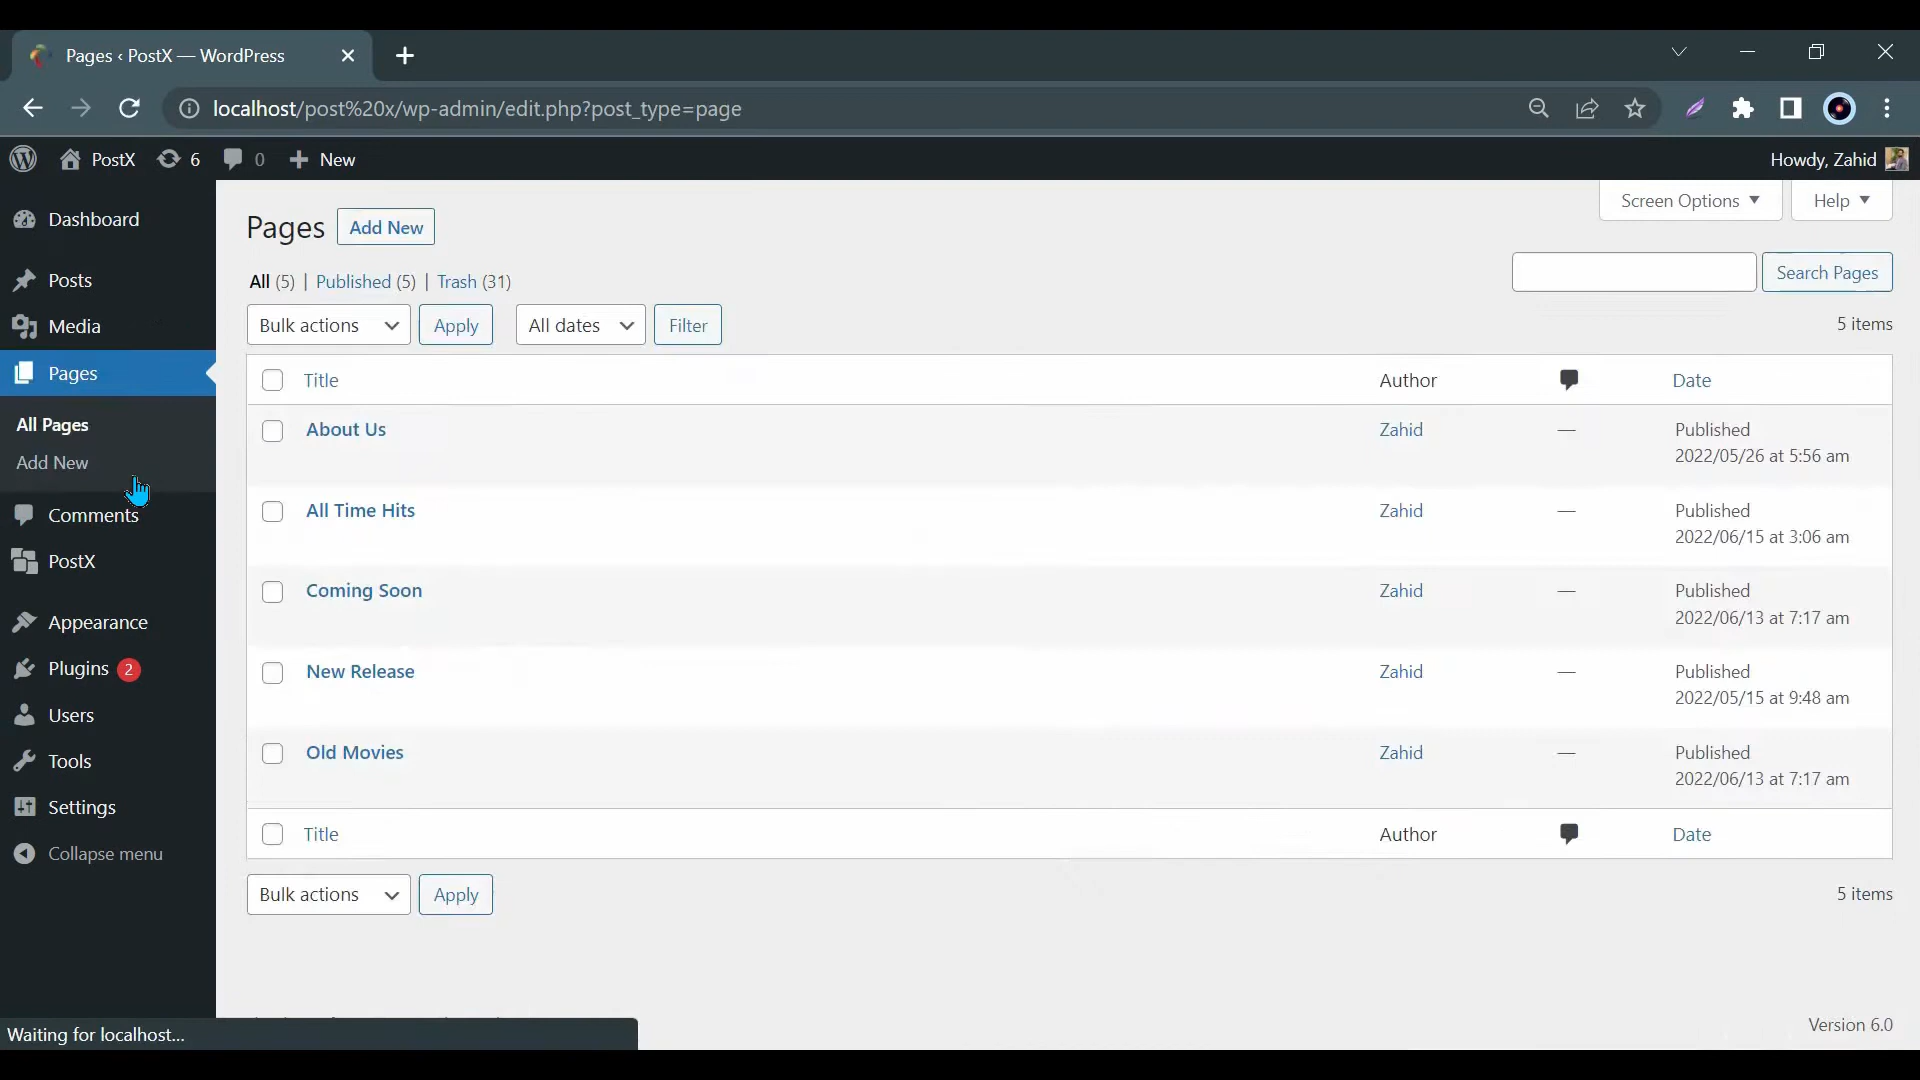 Pages ‹ PostX — WordPress
localhost/post%20x/wp-admin/edit.php?post_type=page
PostX 6 0 New Howdy, Zahid
Dashboard
Posts
Media
Pages
All Pages
Add New
Comments
PostX
Appearance
Plugins 2
Users
Tools
Settings
Collapse menu
Screen Options Help
Pages Add New
All (5) | Published (5) | Trash (31)
Search Pages
Bulk actions Apply All dates Filter 5 items
Title Author Date
About Us Zahid — Published
2022/05/26 at 5:56 am
All Time Hits Zahid — Published
2022/06/15 at 3:06 am
Coming Soon Zahid — Published
2022/06/13 at 7:17 am
New Release Zahid — Published
2022/05/15 at 9:48 am
Old Movies Zahid — Published
2022/06/13 at 7:17 am
Title Author Date
Bulk actions Apply 5 items
Version 6.0
Waiting for localhost...